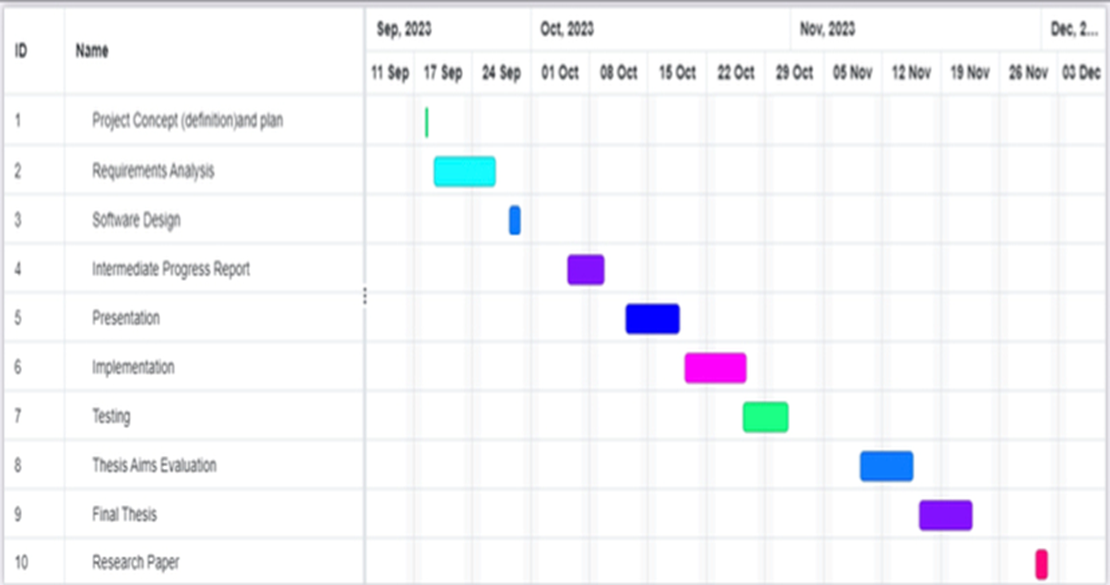 ID Name Sep, 2023 Oct, 2023 Nov, 2023 Dec, 2...
11 Sep 17 Sep 24 Sep 01 Oct 08 Oct 15 Oct 22 Oct 29 Oct 05 Nov 12 Nov 19 Nov 26 Nov 03 Dec
1 Project Concept (definition)and plan
2 Requirements Analysis
3 Software Design
4 Intermediate Progress Report
5 Presentation
6 Implementation
7 Testing
8 Thesis Aims Evaluation
9 Final Thesis
10 Research Paper